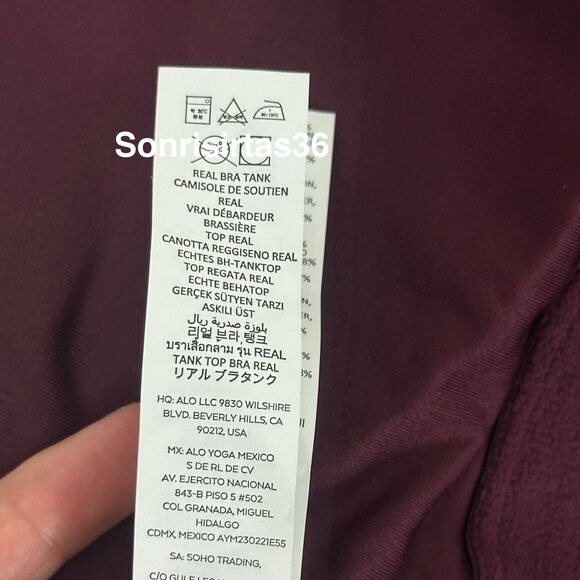 Sonrisirtas36
REAL BRA TANK
CAMISOLE DE SOUTIEN
REAL
VRAI DÉBARDEUR
BRASSIÈRE
TOP REAL
CANOTTA REGGISENO REAL
ECHTES BH-TANKTOP
TOP REGATA REAL
ECHTE BEHATOP
GERÇEK SÜTYEN TARZI
ASKILI ÜST
بلوزة صدرية ريال
리얼 브라 탱크
บราเสื้อกล้าม รุ่น REAL
TANK TOP BRA REAL
リアル ブラタンク
HQ: ALO LLC 9830 WILSHIRE
BLVD. BEVERLY HILLS, CA
90212, USA
MX: ALO YOGA MEXICO
S DE RL DE CV
AV. EJERCITO NACIONAL
843-B PISO 5 #502
COL GRANADA, MIGUEL
HIDALGO
CDMX, MEXICO AYM230221E55
SA: SOHO TRADING,